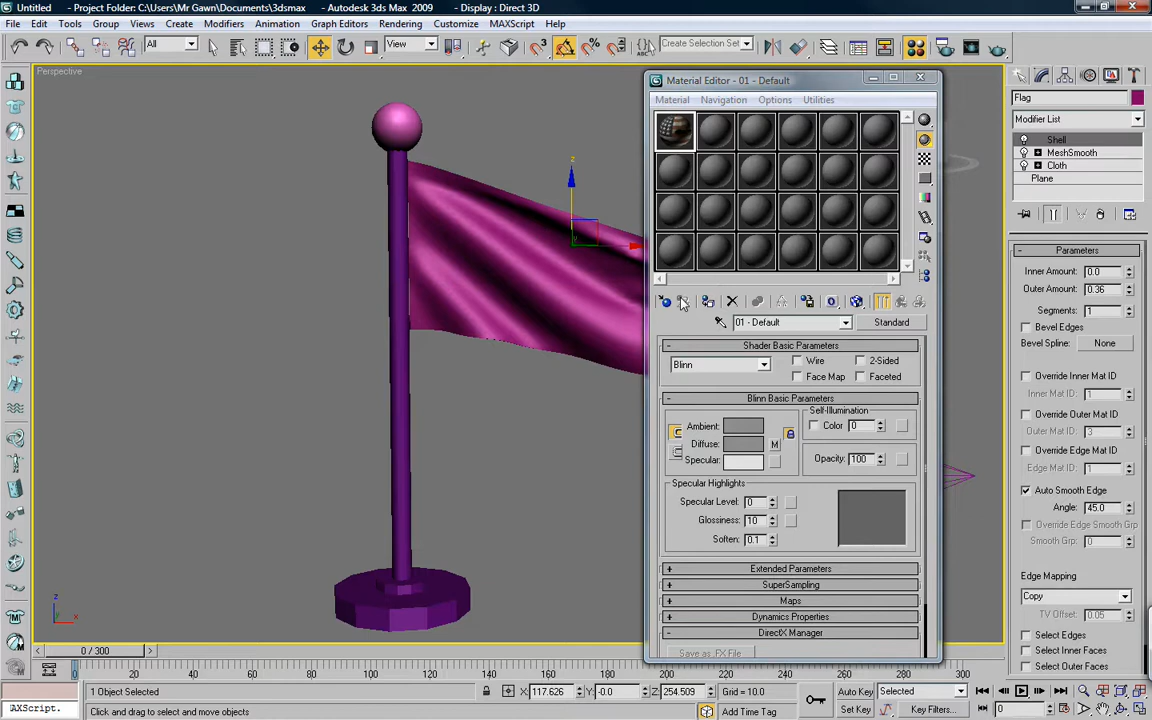 Untitled - Project Folder: C:\Users\Mr Gawn\Documents\3dsmax - Autodesk 3ds Max 2009 - Display : Direct 3D
File Edit Tools Group Views Create Modifiers Animation Graph Editors Rendering Customize MAXScript Help
All View Create Selection Set
Perspective
Material Editor - 01 - Default
Material Navigation Options Utilities
01 - Default Standard
Shader Basic Parameters
Blinn Wire 2-Sided
Face Map Faceted
Blinn Basic Parameters
Self-Illumination
Ambient: Color 0
Diffuse: M
Specular: Opacity: 100
Specular Highlights
Specular Level: 0
Glossiness: 10
Soften: 0.1
Extended Parameters
SuperSampling
Maps
Dynamics Properties
DirectX Manager
Save as .FX File
Flag
Modifier List
Shell
MeshSmooth
Cloth
Plane
Parameters
Inner Amount: 0.0
Outer Amount: 0.36
Segments: 1
Bevel Edges
Bevel Spline: None
Override Inner Mat ID
Inner Mat ID: 1
Override Outer Mat ID
Outer Mat ID: 3
Override Edge Mat ID
Edge Mat ID: 1
Auto Smooth Edge
Angle: 45.0
Override Edge Smooth Grp
Smooth Grp: 0
Edge Mapping
Copy
TV Offset: 0.05
Select Edges
Select Inner Faces
Select Outer Faces
z
x
z
x
0 / 300
0 20 40 60 80 100 120 140 160 180 200 220 240 260 280 300
1 Object Selected X: 117.626 Y: -0.0 Z: 254.509 Grid = 10.0 Auto Key Selected
AXScript. Click and drag to select and move objects Add Time Tag Set Key Key Filters... 0